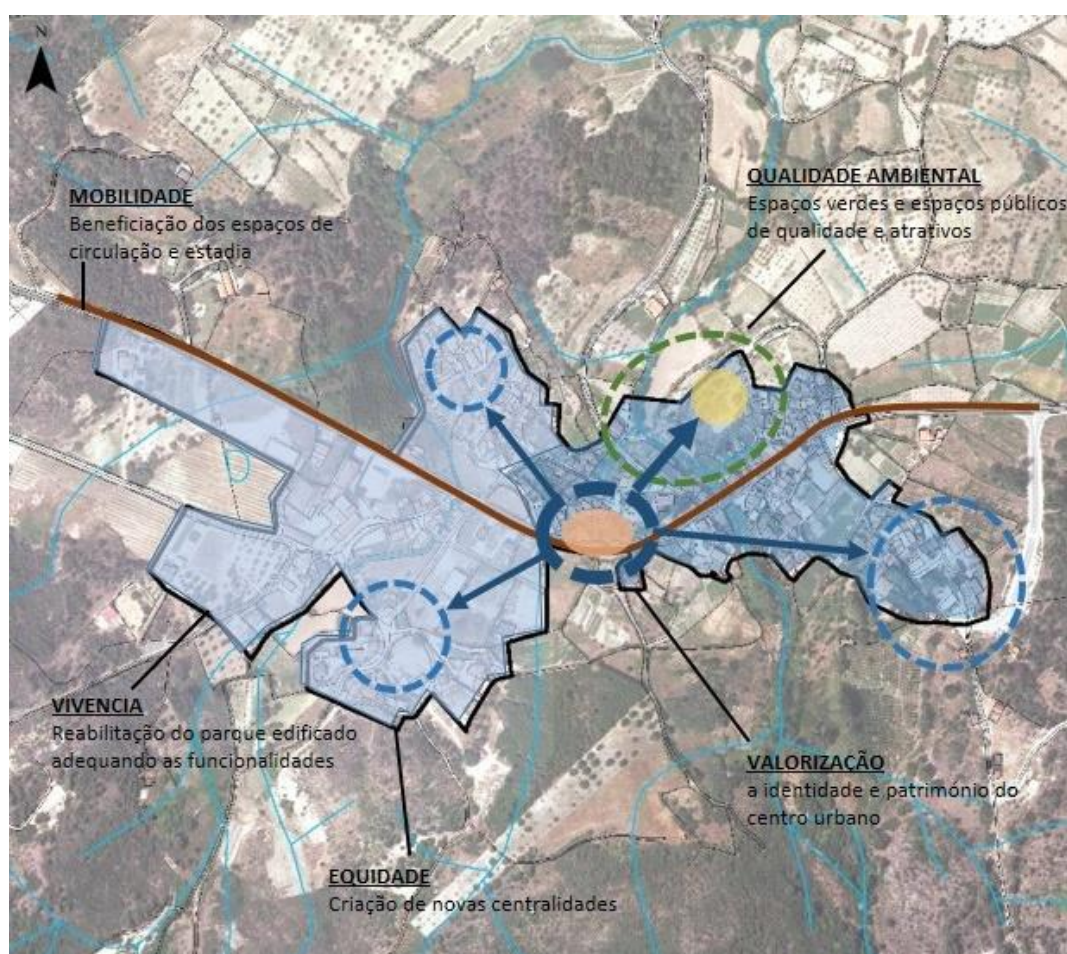 N
MOBILIDADE
Beneficiação dos espaços de
circulação e estadia
QUALIDADE AMBIENTAL
Espaços verdes e espaços públicos
de qualidade e atrativos
VIVENCIA
Reabilitação do parque edificado
adequando as funcionalidades
VALORIZAÇÃO
a identidade e património do
centro urbano
EQUIDADE
Criação de novas centralidades